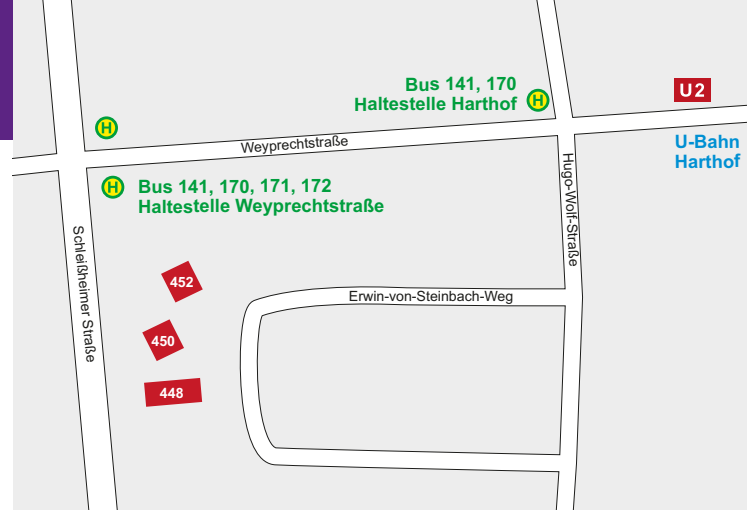 Bus 141, 170
Haltestelle Harthof H
U2
H
Weyprechtstraße
U-Bahn
Harthof
H Bus 141, 170, 171, 172
Haltestelle Weyprechtstraße
Hugo-Wolf-Straße
Schleißheimer Straße
452
Erwin-von-Steinbach-Weg
450
448